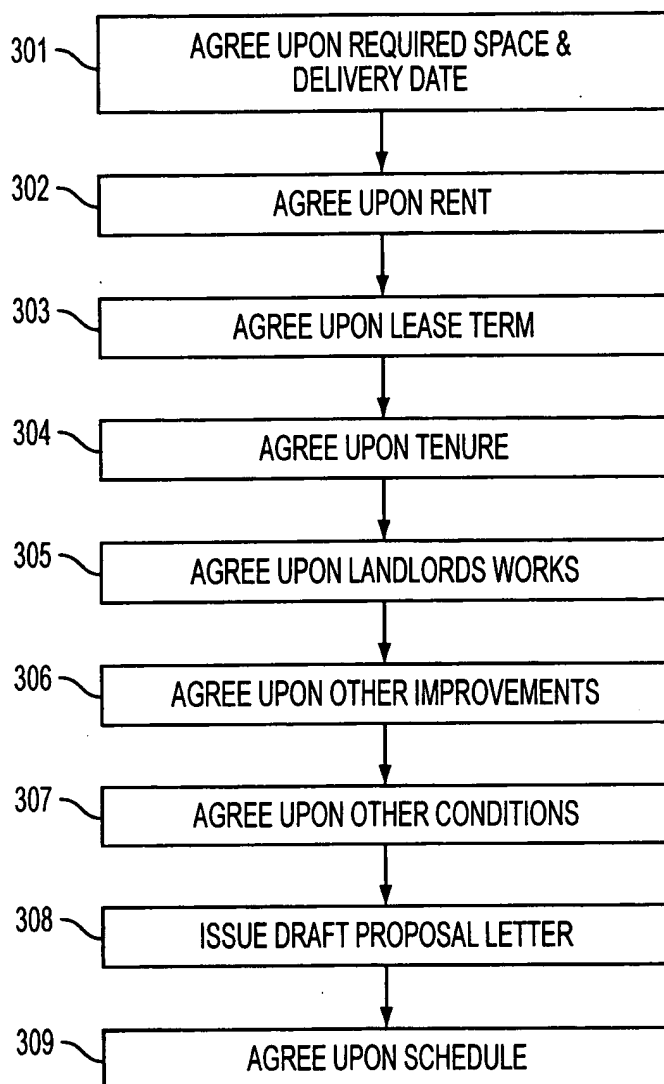 301
AGREE UPON REQUIRED SPACE &
DELIVERY DATE
302
AGREE UPON RENT
303
AGREE UPON LEASE TERM
304
AGREE UPON TENURE
305
AGREE UPON LANDLORDS WORKS
306
AGREE UPON OTHER IMPROVEMENTS
307
AGREE UPON OTHER CONDITIONS
308
ISSUE DRAFT PROPOSAL LETTER
309
AGREE UPON SCHEDULE